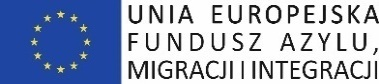 UNIA EUROPEJSKA
FUNDUSZ AZYLU,
MIGRACJI I INTEGRACJI